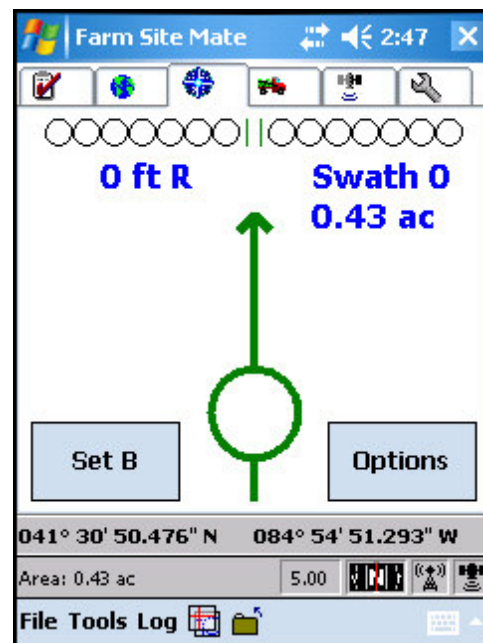 Farm Site Mate 2:47
0 ft R Swath 0
0.43 ac
Set B Options
041° 30' 50.476" N 084° 54' 51.293" W
Area: 0.43 ac 5.00 N
File Tools Log